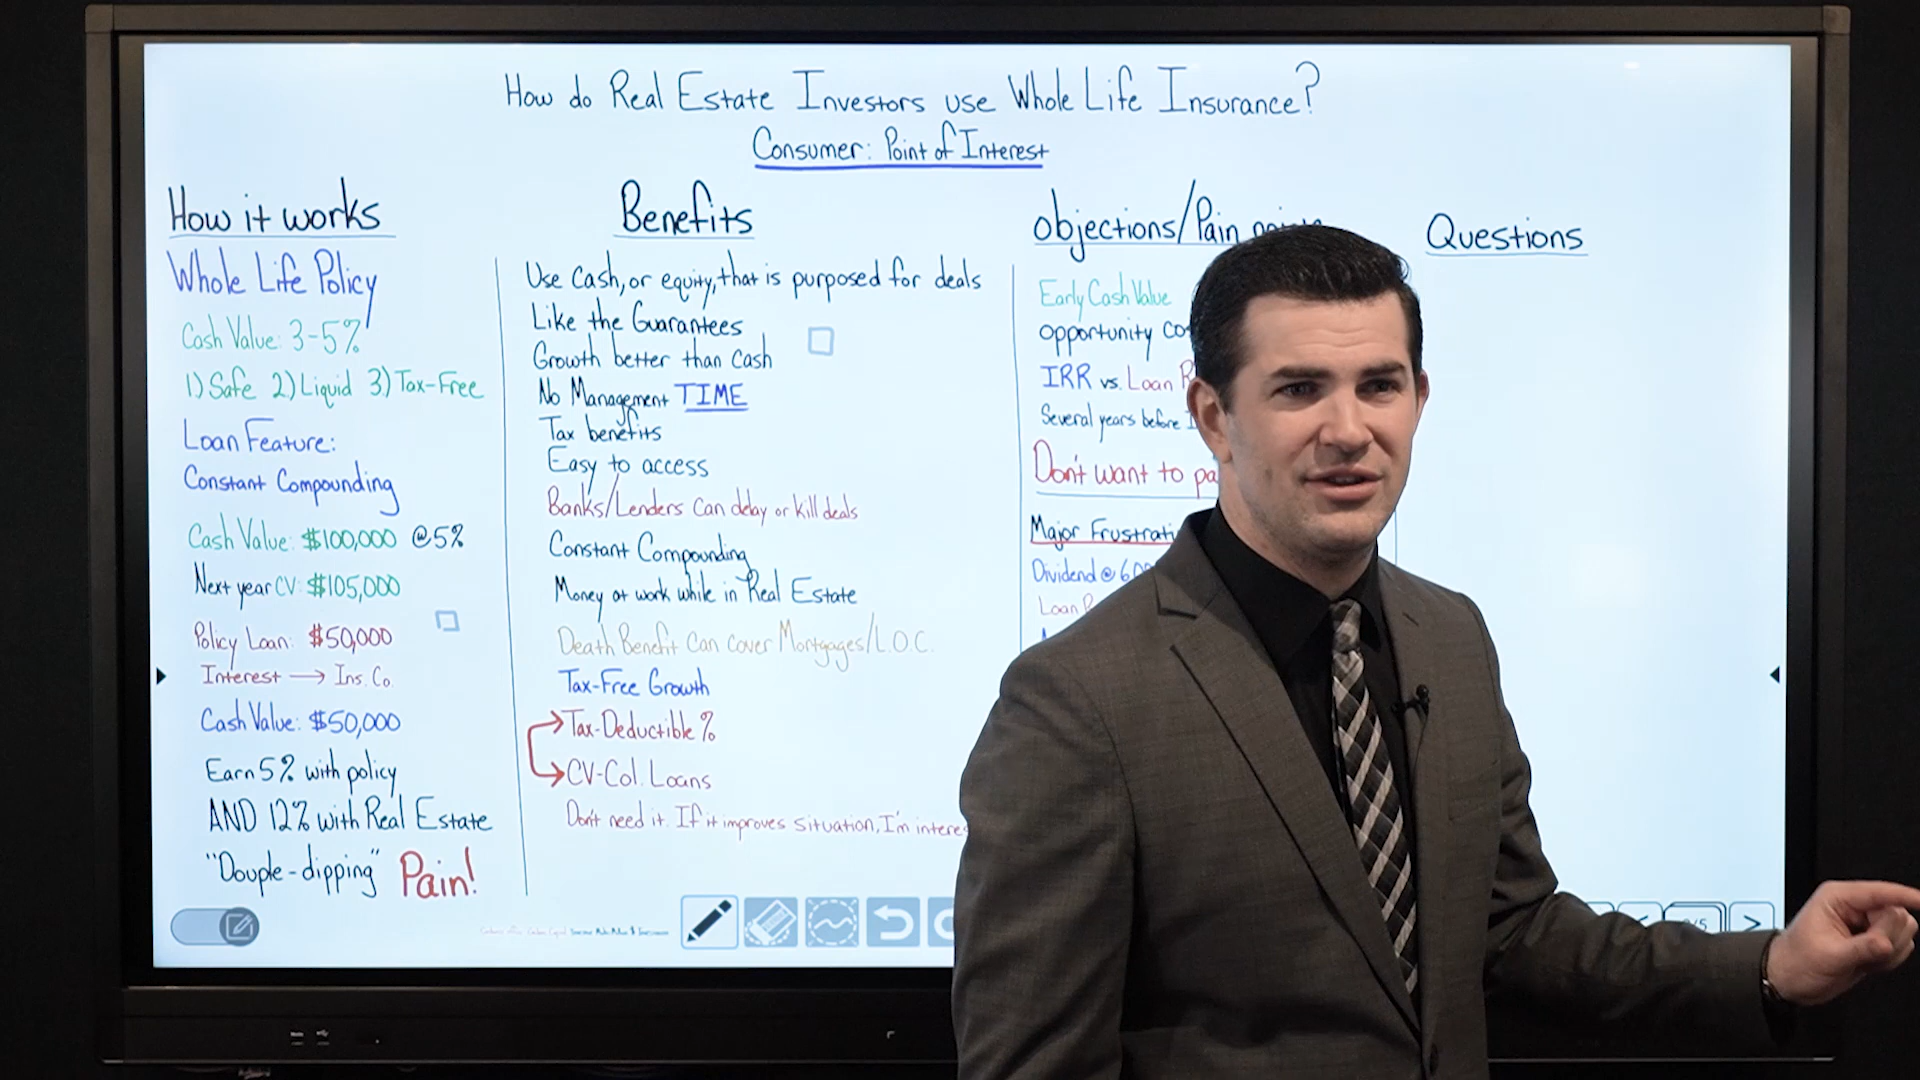 How do Real Estate Investors use Whole Life Insurance?
Consumer: Point of Interest
How it works
Whole Life Policy
Cash Value: 3-5%
1) Safe 2) Liquid 3) Tax-Free
Loan Feature:
Constant Compounding
Cash Value: $100,000 @5%
Next year CV: $105,000
Policy Loan: $50,000
Interest → Ins. Co.
Cash Value: $50,000
Earn 5% with policy
AND 12% with Real Estate
"Douple-dipping" Pain!
Benefits
Use Cash, or equity, that is purposed for deals
Like the Guarantees
Growth better than Cash
No Management TIME
Tax benefits
Easy to access
Banks/Lenders can delay or kill deals
Constant Compounding
Money at work while in Real Estate
Death Benefit Can cover Mortgages/L.O.C.
Tax-Free Growth
Tax-Deductible %
CV-Col. Loans
Don't need it. If it improves situation, I'm
Objections/Pain
Early Cash Value
Opportunity
IRR vs. Loan
Several years before
Don't want to
Major
Dividend @
Loan
Questions